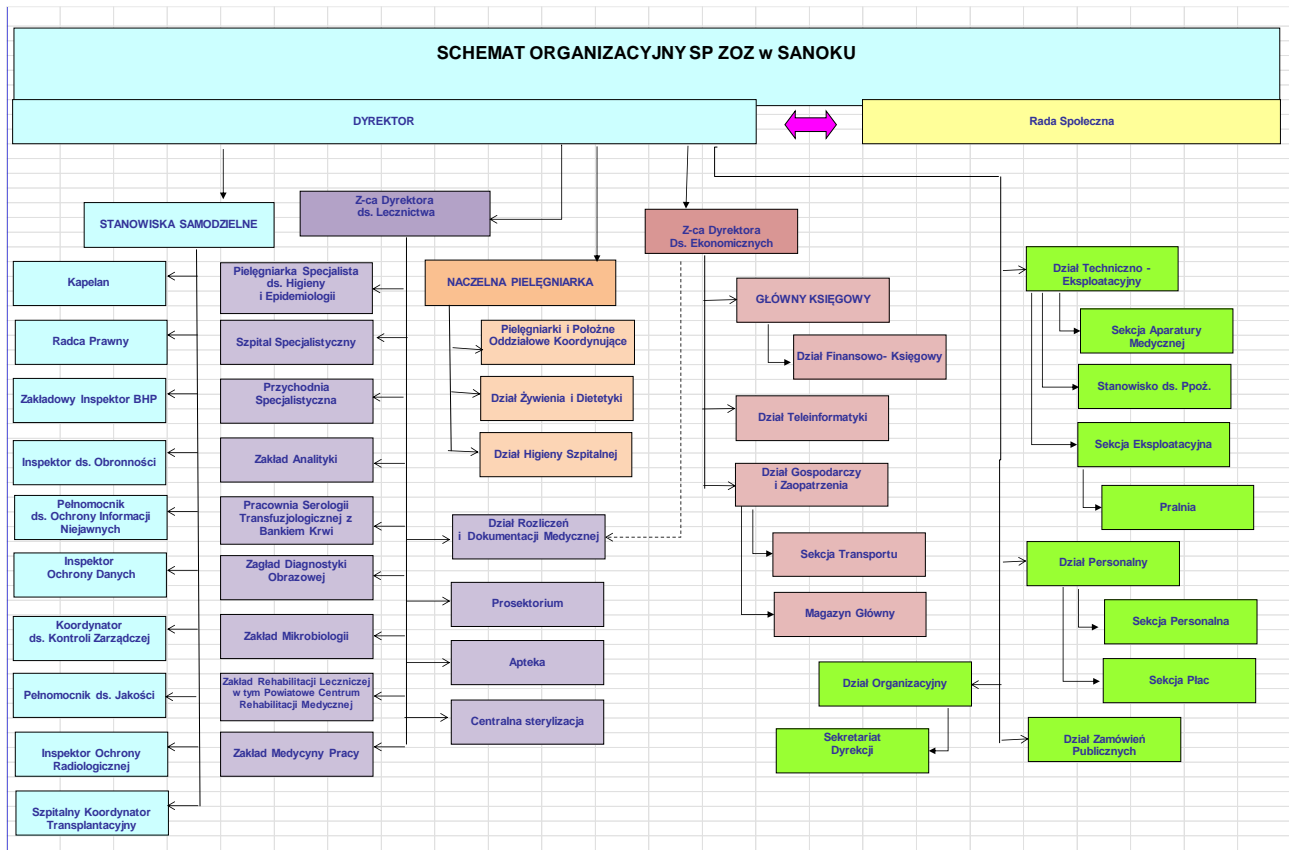 SCHEMAT ORGANIZACYJNY SP ZOZ w SANOKU
DYREKTOR
Rada Społeczna
STANOWISKA SAMODZIELNE
Kapelan
Radca Prawny
Zakładowy Inspektor BHP
Inspektor ds. Obronności
Pełnomocnik
ds. Ochrony Informacji
Niejawnych
Inspektor
Ochrony Danych
Koordynator
ds. Kontroli Zarządczej
Pełnomocnik ds. Jakości
Inspektor Ochrony
Radiologicznej
Szpitalny Koordynator
Transplantacyjny
Z-ca Dyrektora
ds. Lecznictwa
Pielęgniarka Specjalista
ds. Higieny
i Epidemiologii
Szpital Specjalistyczny
Przychodnia
Specjalistyczna
Zakład Analityki
Pracownia Serologii
Transfuzjologicznej z
Bankiem Krwi
Zagład Diagnostyki
Obrazowej
Zakład Mikrobiologii
Zakład Rehabilitacji Leczniczej
w tym Powiatowe Centrum
Rehabilitacji Medycznej
Zakład Medycyny Pracy
Dział Rozliczeń
i Dokumentacji Medycznej
Prosektorium
Apteka
Centralna sterylizacja
NACZELNA PIELĘGNIARKA
Pielęgniarki i Położne
Oddziałowe Koordynujące
Dział Żywienia i Dietetyki
Dział Higieny Szpitalnej
Z-ca Dyrektora
Ds. Ekonomicznych
GŁÓWNY KSIĘGOWY
Dział Finansowo- Księgowy
Dział Teleinformatyki
Dział Gospodarczy
i Zaopatrzenia
Sekcja Transportu
Magazyn Główny
Dział Techniczno -
Eksploatacyjny
Sekcja Aparatury
Medycznej
Stanowisko ds. Ppoż.
Sekcja Eksploatacyjna
Pralnia
Dział Personalny
Sekcja Personalna
Sekcja Płac
Dział Organizacyjny
Sekretariat
Dyrekcji
Dział Zamówień
Publicznych